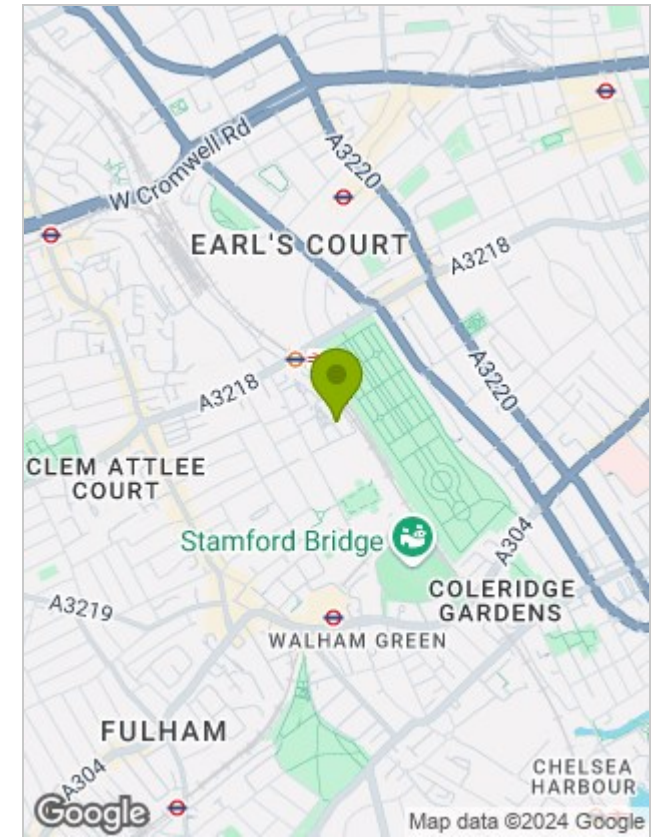 W Cromwell Rd
A3220
EARL'S COURT
A3218
A3220
A3218
CLEM ATTLEE
COURT
Stamford Bridge
A304
COLERIDGE
GARDENS
A3219
WALHAM GREEN
FULHAM
CHELSEA
HARBOUR
A304
Google
Map data ©2024 Google